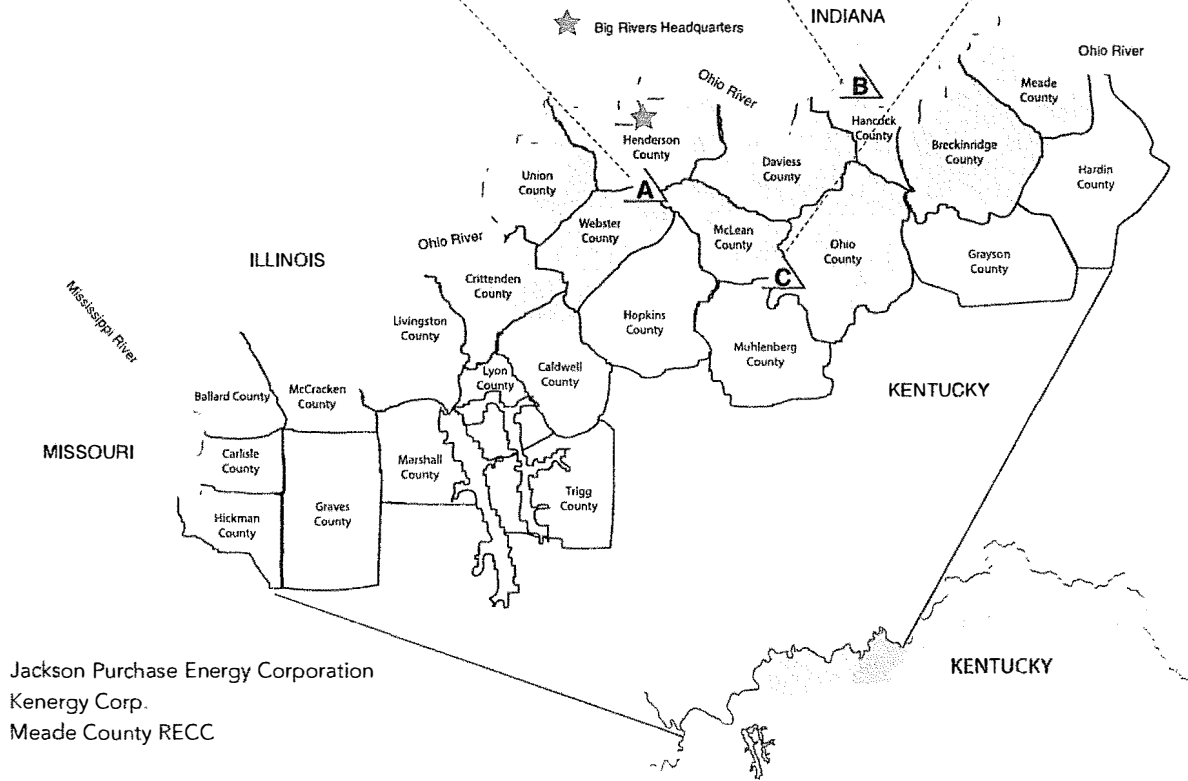 INDIANA
Big Rivers Headquarters
Ohio River
Ohio River
B
Meade
County
Hancock
County
Henderson
County
Breckinridge
County
Daviess
County
Hardin
County
Union
County
A
Webster
County
McLean
County
Ohio
County
Ohio River
Grayson
County
ILLINOIS
C
Crittenden
County
Mississippi River
Livingston
County
Hopkins
County
Muhlenberg
County
Lyon
County
Caldwell
County
KENTUCKY
Ballard County
McCracken
County
MISSOURI
Carlisle
County
Marshall
County
Trigg
County
Graves
County
Hickman
County
KENTUCKY
Jackson Purchase Energy Corporation
Kenergy Corp.
Meade County RECC